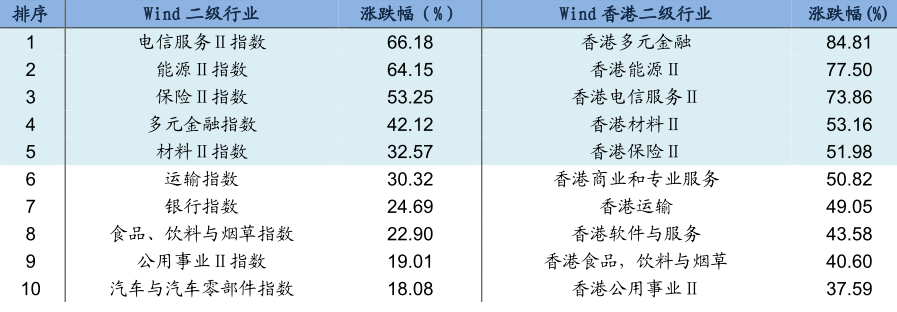 排序 Wind 二级行业 涨跌幅（%） Wind 香港二级行业 涨跌幅(%)
1 电信服务Ⅱ指数 66.18 香港多元金融 84.81
2 能源Ⅱ指数 64.15 香港能源Ⅱ 77.50
3 保险Ⅱ指数 53.25 香港电信服务Ⅱ 73.86
4 多元金融指数 42.12 香港材料Ⅱ 53.16
5 材料Ⅱ指数 32.57 香港保险Ⅱ 51.98
6 运输指数 30.32 香港商业和专业服务 50.82
7 银行指数 24.69 香港运输 49.05
8 食品、饮料与烟草指数 22.90 香港软件与服务 43.58
9 公用事业Ⅱ指数 19.01 香港食品，饮料与烟草 40.60
10 汽车与汽车零部件指数 18.08 香港公用事业Ⅱ 37.59